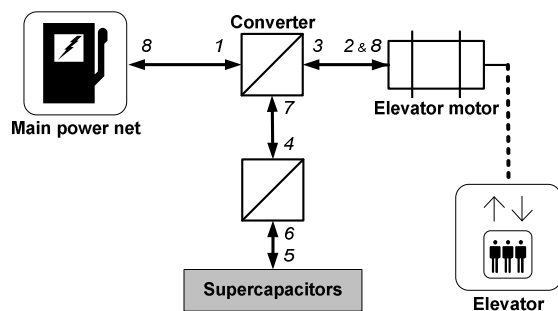 Converter
8 1 3 2 & 8
Main power net
Elevator motor
7
4
6
5
Supercapacitors
Elevator